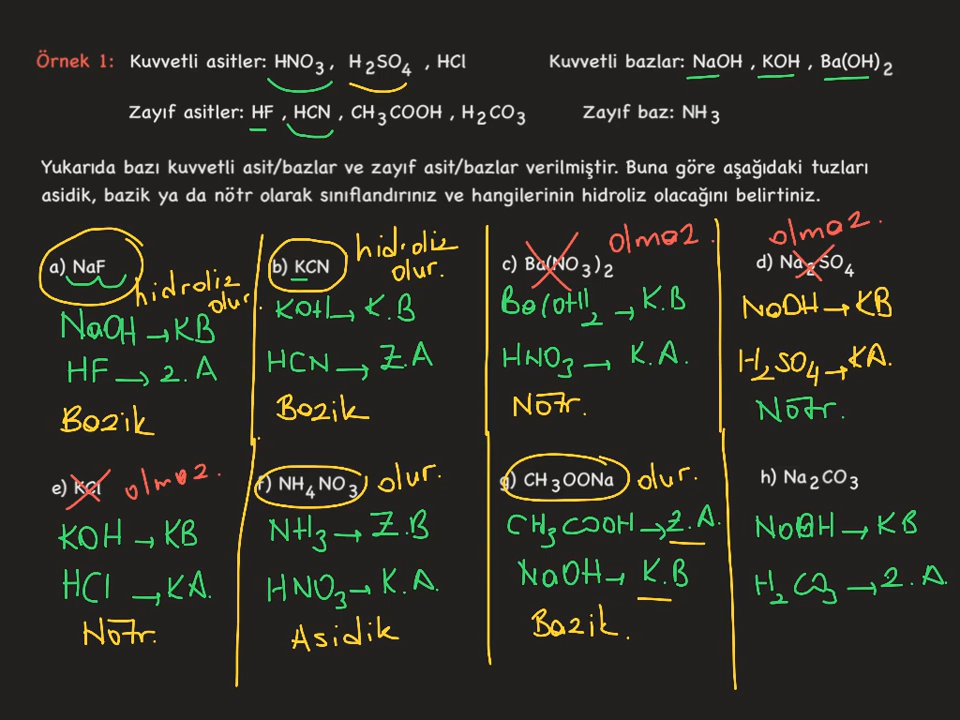 Örnek 1: Kuvvetli asitler: HNO3, H2SO4, HCl Kuvvetli bazlar: NaOH, KOH, Ba(OH)2
Zayıf asitler: HF, HCN, CH3COOH, H2CO3 Zayıf baz: NH3
Yukarıda bazı kuvvetli asit/bazlar ve zayıf asit/bazlar verilmiştir. Buna göre aşağıdaki tuzları
asidik, bazik ya da nötr olarak sınıflandırınız ve hangilerinin hidroliz olacağını belirtiniz.
a) NaF
hidroliz
olur.
NaOH → KB
HF → Z.A
Bazik
b) KCN
hidroliz
olur.
KOH → K.B
HCN → Z.A
Bazik
c) Ba(NO3)2
olmaz.
Ba(OH)2 → K.B
HNO3 → K.A.
Nötr.
d) Na2SO4
olmaz.
NaOH → KB
H2SO4 → KA.
Nötr.
e) KCl
olmaz.
KOH → KB
HCl → KA.
Nötr.
f) NH4NO3
olur.
NH3 → Z.B
HNO3 → K.A.
Asidik
g) CH3OONa
olur.
CH3COOH → Z.A.
NaOH → K.B
Bazik.
h) Na2CO3
NaOH → KB
H2CO3 → Z.A.